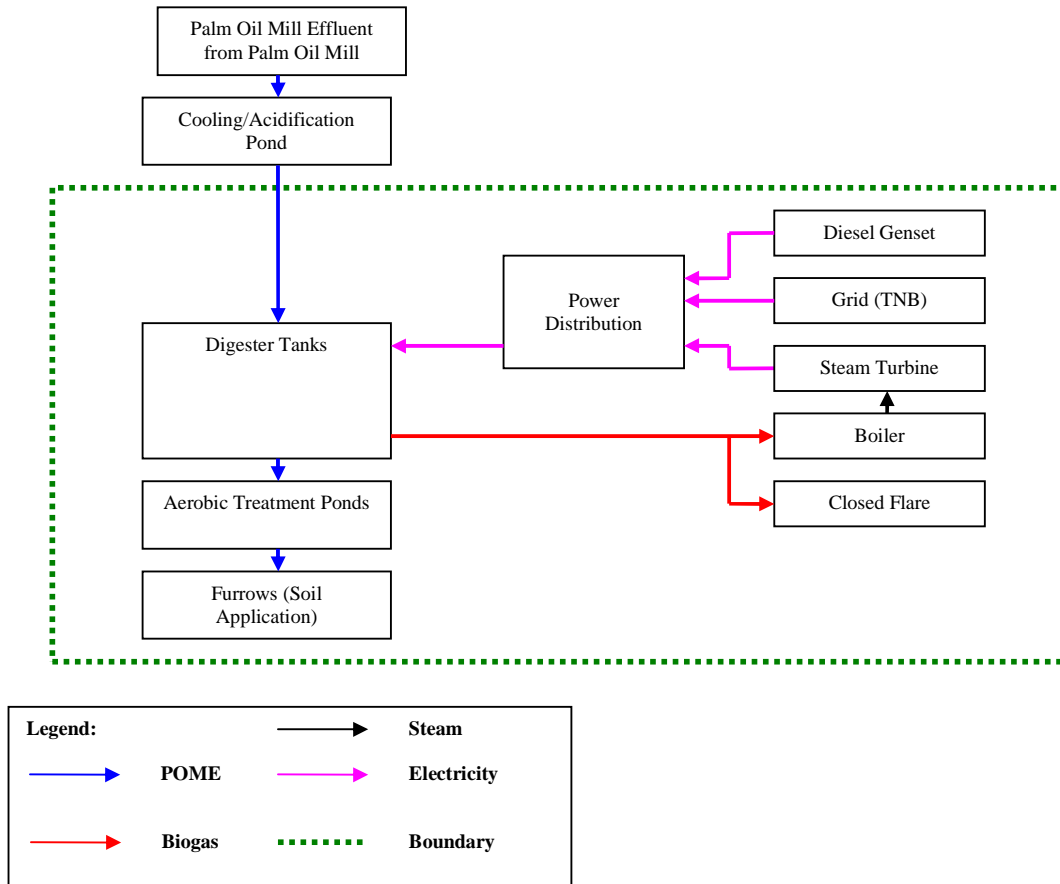 Palm Oil Mill Effluent
from Palm Oil Mill
Cooling/Acidification
Pond
Diesel Genset
Power
Distribution
Grid (TNB)
Digester Tanks
Steam Turbine
Boiler
Aerobic Treatment Ponds
Closed Flare
Furrows (Soil
Application)
Legend:
Steam
POME
Electricity
Biogas
Boundary